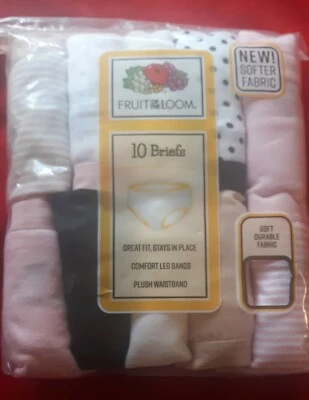 NEW!
SOFTER
FABRIC
FRUIT OF THE LOOM.
10 Briefs
GREAT FIT, STAYS IN PLACE
COMFORT LEG BANDS
PLUSH WAISTBAND
SOFT
DURABLE
FABRIC